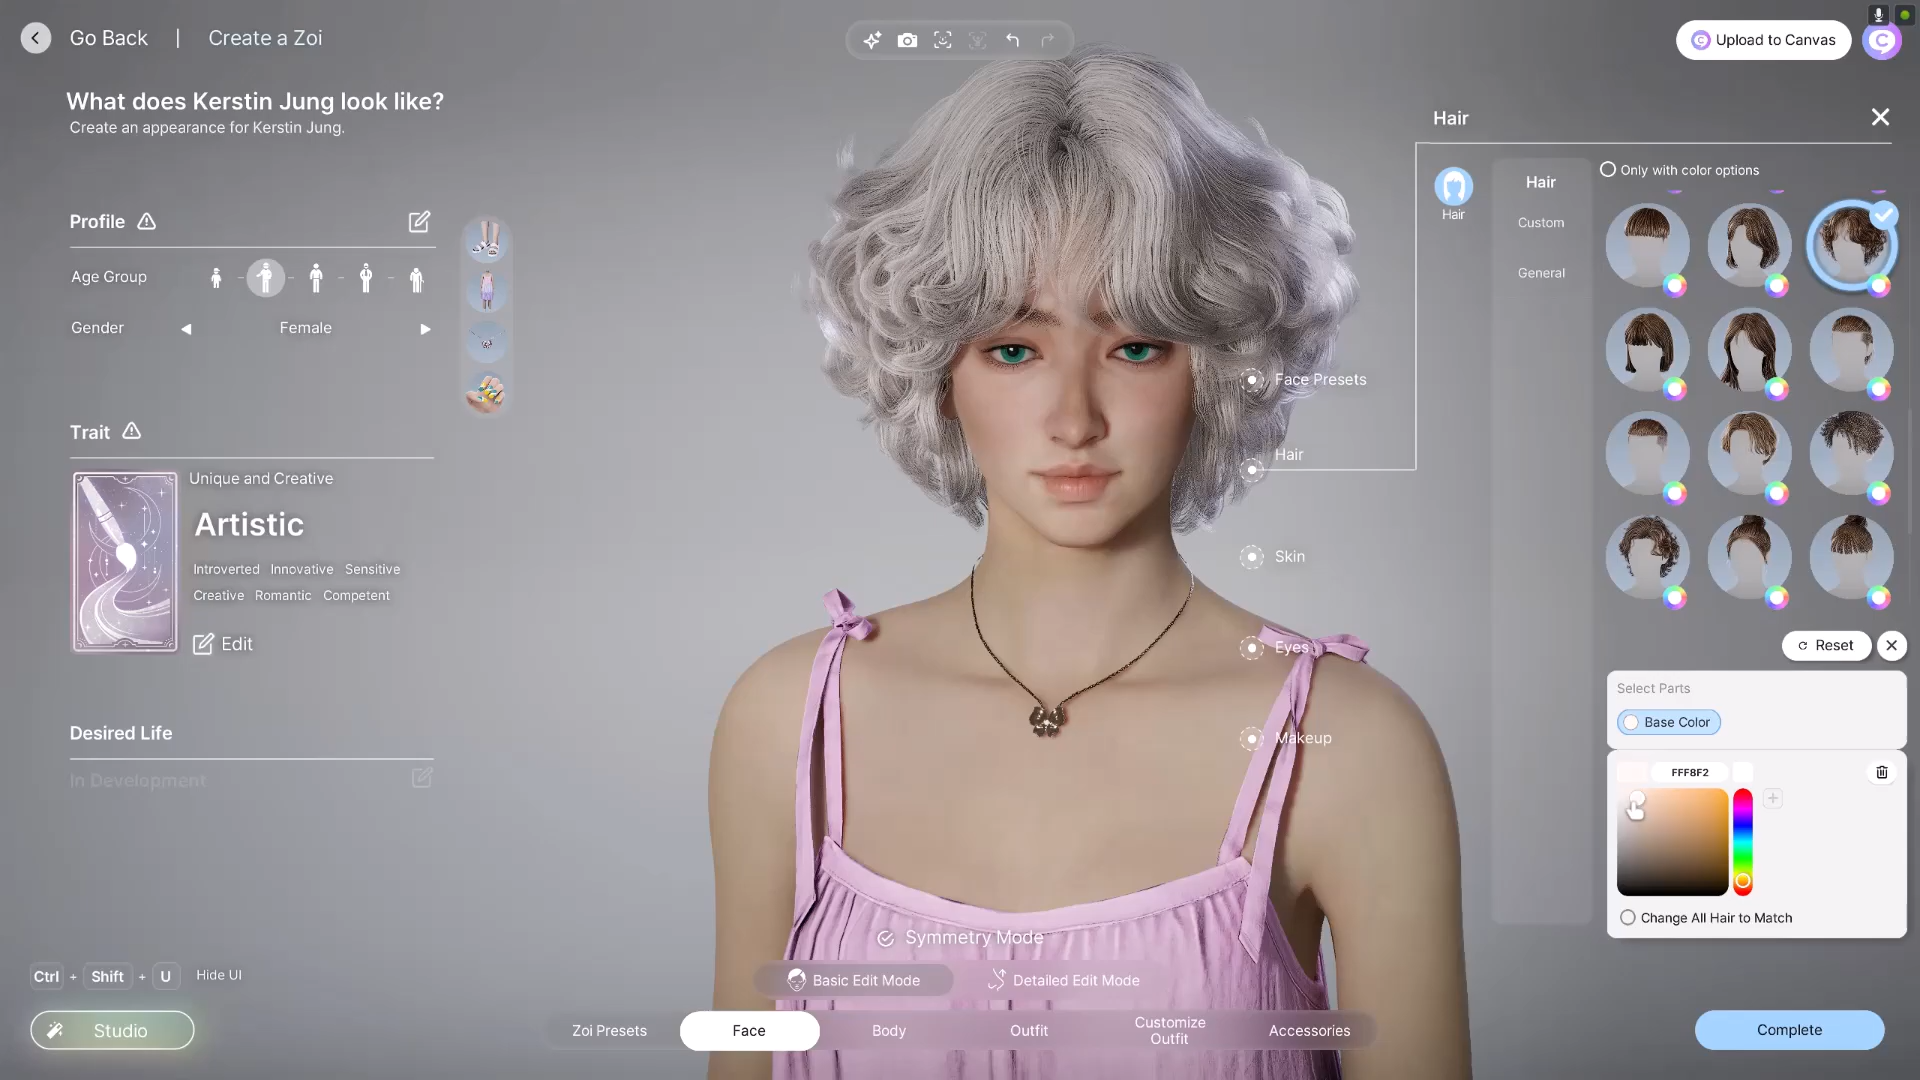 Go Back | Create a Zoi
Upload to Canvas
What does Kerstin Jung look like?
Create an appearance for Kerstin Jung.
Profile
Age Group
Gender
Female
Trait
Unique and Creative
Artistic
Introverted Innovative Sensitive
Creative Romantic Competent
Edit
Desired Life
In Development
Ctrl + Shift + U Hide UI
Studio
Face Presets
Hair
Skin
Eyes
Makeup
Symmetry Mode
Basic Edit Mode
Detailed Edit Mode
Zoi Presets
Face
Body
Outfit
Customize
Outfit
Accessories
Hair
Hair
Hair
Custom
General
Only with color options
Reset
Select Parts
Base Color
FFF8F2
Change All Hair to Match
Complete